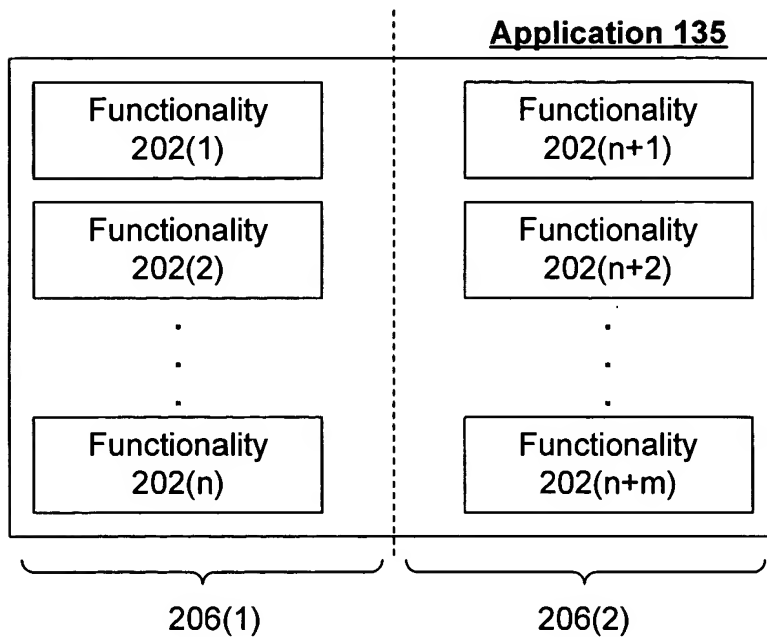 Application 135
Functionality
202(1)
Functionality
202(n+1)
Functionality
202(2)
Functionality
202(n+2)
Functionality
202(n)
Functionality
202(n+m)
206(1)
206(2)